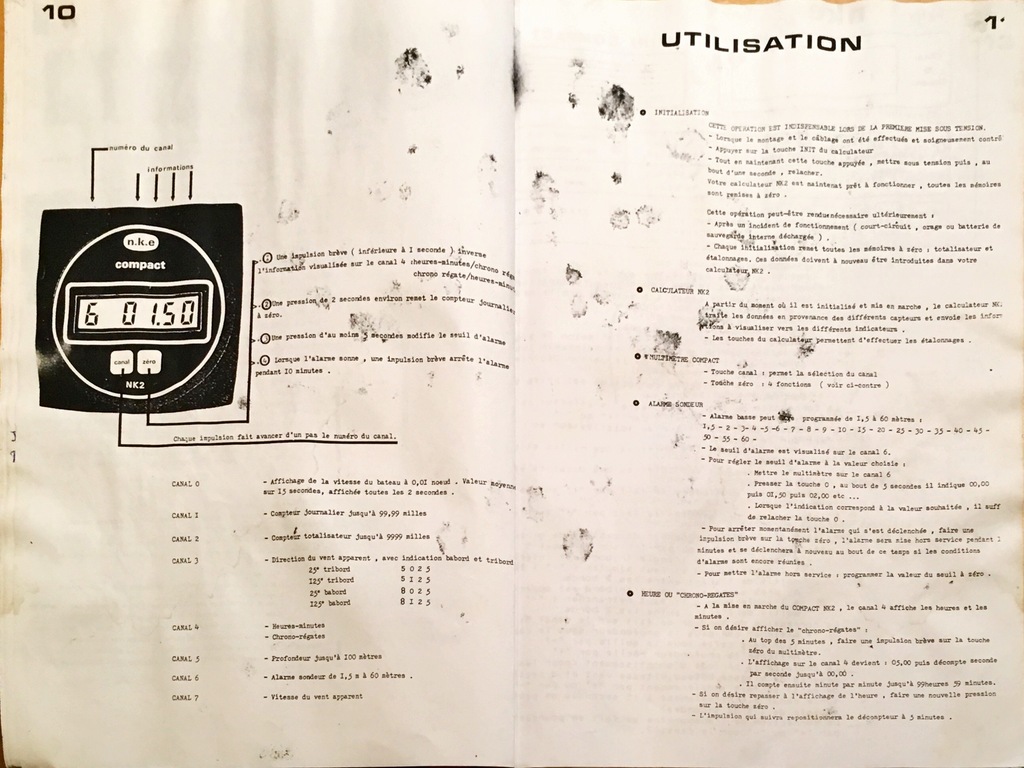 10
numéro du canal
informations
n.k.e
compact
6 01.50
canal zéro
NK2
① Une impulsion brève ( inférieure à I seconde ) inverse
l'information visualisée sur le canal 4 :heures-minutes/chrono
chrono régate/heures-minutes
② Une pression de 2 secondes environ remet le compteur journalier
à zéro.
③ Une pression d'au moins 5 secondes modifie le seuil d'alarme
④ Lorsque l'alarme sonne , une impulsion brève arrête l'alarme
pendant I0 minutes .
Chaque impulsion fait avancer d'un pas le numéro du canal.
CANAL O - Affichage de la vitesse du bateau à 0,0I noeud . Valeur moyenne
sur I5 secondes, affichée toutes les 2 secondes .
CANAL I - Compteur journalier jusqu'à 99,99 milles
CANAL 2 - Compteur totalisateur jusqu'à 9999 milles
CANAL 3 - Direction du vent apparent , avec indication babord et tribord
25° tribord 5 0 2 5
I25° tribord 5 I 2 5
25° babord 8 0 2 5
I25° babord 8 I 2 5
CANAL 4 - Heures-minutes
- Chrono-régates
CANAL 5 - Profondeur jusqu'à I00 mètres
CANAL 6 - Alarme sondeur de I,5 m à 60 mètres .
CANAL 7 - Vitesse du vent apparent
UTILISATION
INITIALISATION
CETTE OPERATION EST INDISPENSABLE LORS DE LA PREMIERE MISE SOUS TENSION.
- Lorsque le montage et le câblage ont été effectués et soigneusement contrô
- Appuyer sur la touche INIT du calculateur
- Tout en maintenant cette touche appuyée , mettre sous tension puis , au
bout d'une seconde , relacher.
Votre calculateur NK2 est maintenat prêt à fonctionner , toutes les mémoires
sont remises à zéro .
Cette opération peut-être rendue nécessaire ultérieurement :
- Après un incident de fonctionnement ( court-circuit , orage ou batterie de
sauvegarde interne déchargée ) .
- Chaque initialisation remet toutes les mémoires à zéro : totalisateur et
étalonnages. Ces données doivent à nouveau être introduites dans votre
calculateur NK2 .
CALCULATEUR NK2
A partir du moment où il est initialisé et mis en marche , le calculateur NK
traite les données en provenance des différents capteurs et envoie les infor
tions à visualiser vers les différents indicateurs .
- Les touches du calculateur permettent d'effectuer les étalonnages .
MULTIMETRE COMPACT
- Touche canal : permet la sélection du canal
- Touche zéro : 4 fonctions ( voir ci-contre )
ALARME SONDEUR
- Alarme basse peut programmée de I,5 à 60 mètres :
I,5 - 2 - 3 -4 -5 -6 - 7 - 8 - 9 - I0 - I5 - 20 - 25 - 30 - 35 - 40 - 45 -
50 - 55 - 60 -
- Le seuil d'alarme est visualisé sur le canal 6.
- Pour régler le seuil d'alarme à la valeur choisie :
. Mettre le multimètre sur le canal 6
. Presser la touche O , au bout de 5 secondes il indique 00,00
puis 0I,50 puis 02,00 etc ...
. Lorsque l'indication correspond à la valeur souhaitée , il suff
de relacher la touche O .
- Pour arrêter momentanément l'alarme qui s'est déclenchée , faire une
impulsion brève sur la touche zéro , l'alarme sera mise hors service pendant
minutes et se déclenchera à nouveau au bout de ce temps si les conditions
d'alarme sont encore réunies .
- Pour mettre l'alarme hors service : programmer la valeur du seuil à zéro .
HEURE OU "CHRONO-REGATES"
- A la mise en marche du COMPACT NK2 , le canal 4 affiche les heures et les
minutes .
- Si on désire afficher le "chrono-régates" :
. Au top des 5 minutes , faire une impulsion brève sur la touche
zéro du multimètre.
. L'affichage sur le canal 4 devient : 05,00 puis décompte seconde
par seconde jusqu'à 00,00 .
. Il compte ensuite minute par minute jusqu'à 99heures 59 minutes.
- Si on désire repasser à l'affichage de l'heure , faire une nouvelle pression
sur la touche zéro .
- L'impulsion qui suivra repositionnera le décompteur à 5 minutes .